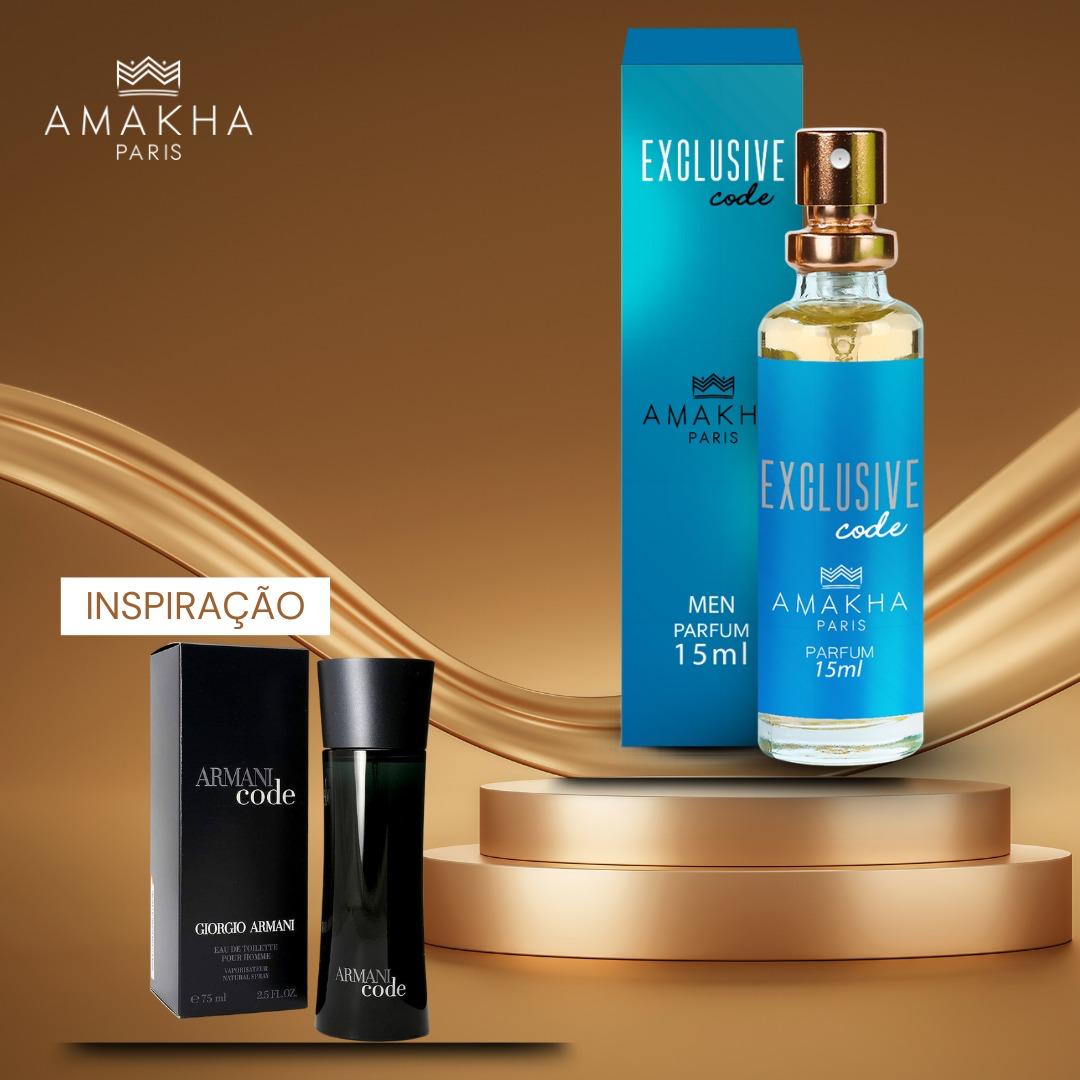 AMAKHA
PARIS
EXCLUSIVE
code
AMAKH
PARIS
MEN
PARFUM
15ml
EXCLUSIVE
code
AMAKHA
PARIS
PARFUM
15ml
INSPIRAÇÃO
ARMANI
code
GIORGIO ARMANI
EAU DE TOILETTE
POUR HOMME
VAPORISATEUR
NATURAL SPRAY
℮ 75 ml 2.5 FL.OZ.
ARMANI
code